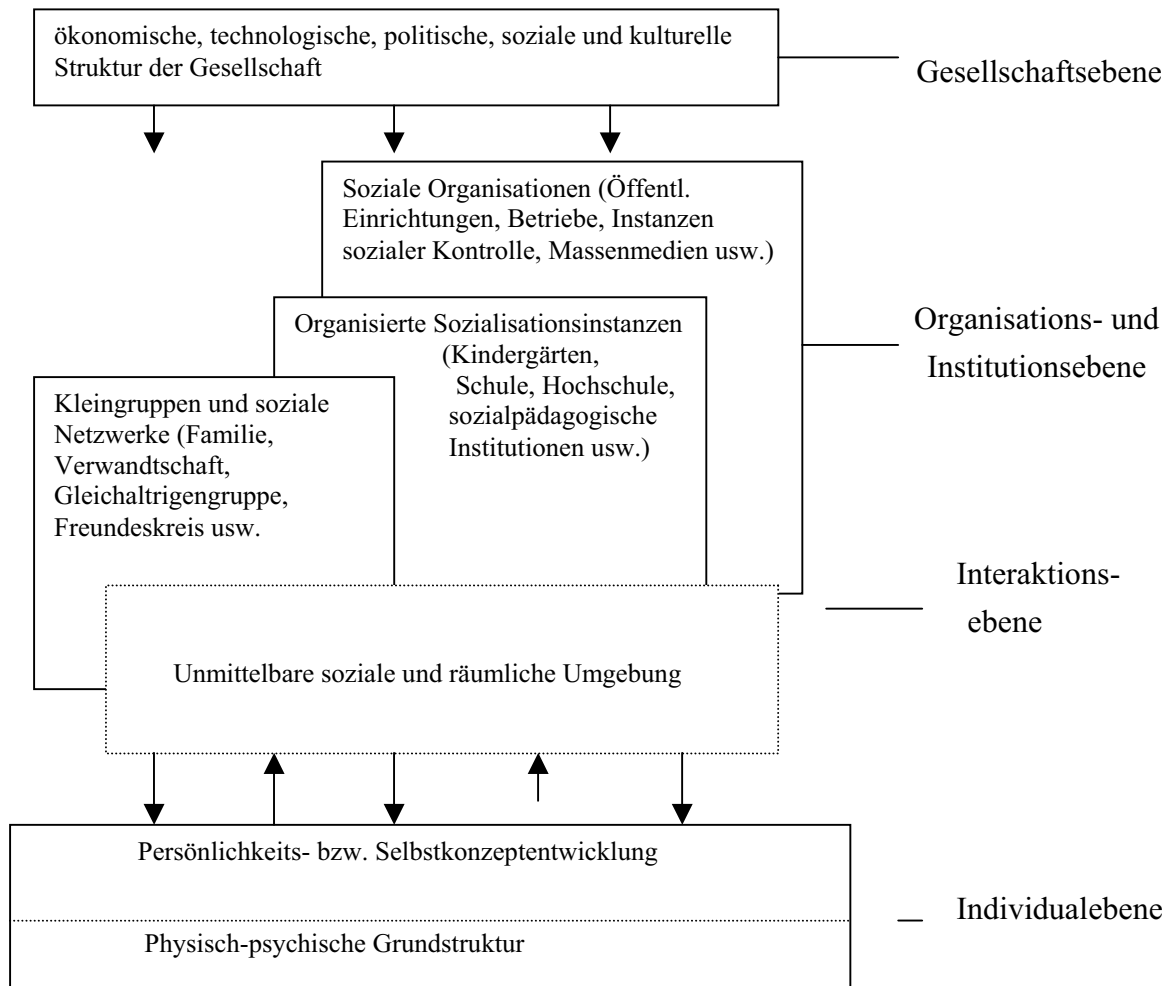 ökonomische, technologische, politische, soziale und kulturelle
Struktur der Gesellschaft
Gesellschaftsebene
Soziale Organisationen (Öffentl.
Einrichtungen, Betriebe, Instanzen
sozialer Kontrolle, Massenmedien usw.)
Organisations- und
Institutionsebene
Organisierte Sozialisationsinstanzen
(Kindergärten,
Schule, Hochschule,
sozialpädagogische
Institutionen usw.)
Kleingruppen und soziale
Netzwerke (Familie,
Verwandtschaft,
Gleichaltrigengruppe,
Freundeskreis usw.
Interaktions-
ebene
Unmittelbare soziale und räumliche Umgebung
Persönlichkeits- bzw. Selbstkonzeptentwicklung
Individualebene
Physisch-psychische Grundstruktur